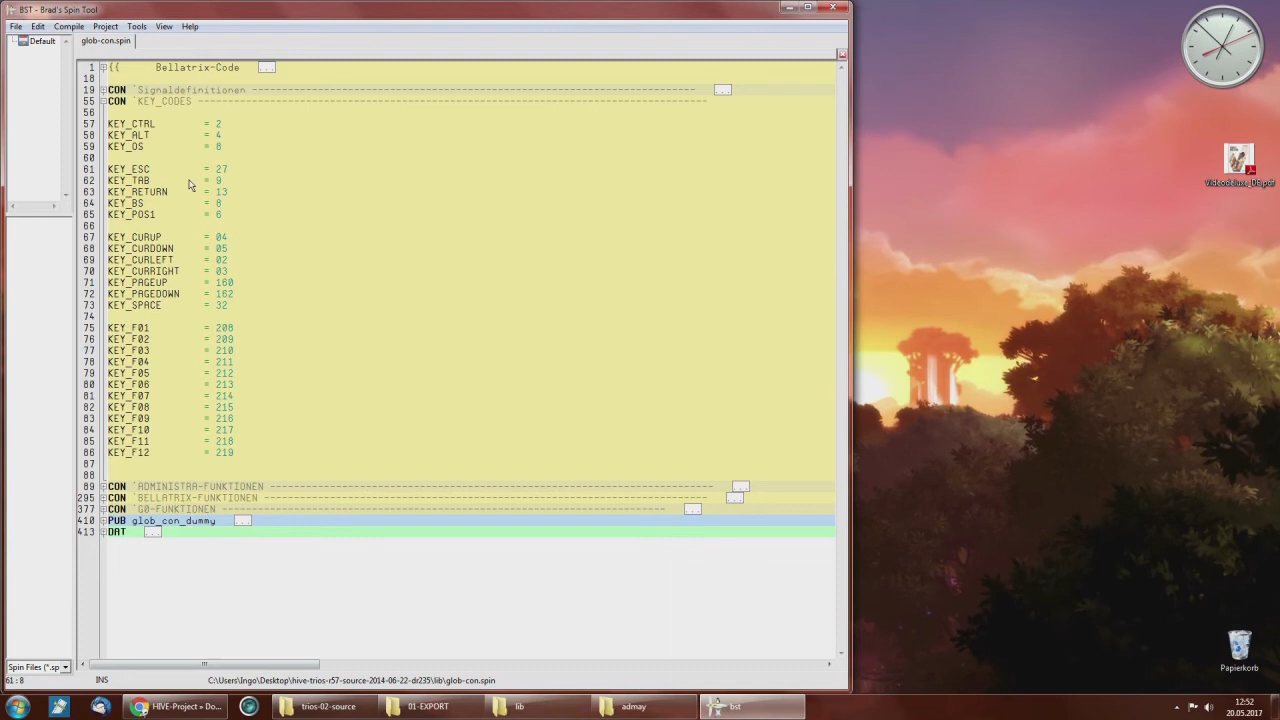 BST - Brad's Spin Tool
File Edit Compile Project Tools View Help
Default
glob-con.spin
1 {{ Bellatrix-Code ...
18
19 CON 'Signaldefinitionen ...
55 CON 'KEY_CODES
56
57 KEY_CTRL = 2
58 KEY_ALT = 4
59 KEY_OS = 8
60
61 KEY_ESC = 27
62 KEY_TAB = 9
63 KEY_RETURN = 13
64 KEY_BS = 8
65 KEY_POS1 = 6
66
67 KEY_CURUP = 04
68 KEY_CURDOWN = 05
69 KEY_CURLEFT = 02
70 KEY_CURRIGHT = 03
71 KEY_PAGEUP = 160
72 KEY_PAGEDOWN = 162
73 KEY_SPACE = 32
74
75 KEY_F01 = 208
76 KEY_F02 = 209
77 KEY_F03 = 210
78 KEY_F04 = 211
79 KEY_F05 = 212
80 KEY_F06 = 213
81 KEY_F07 = 214
82 KEY_F08 = 215
83 KEY_F09 = 216
84 KEY_F10 = 217
85 KEY_F11 = 218
86 KEY_F12 = 219
87
88
89 CON 'ADMINISTRA-FUNKTIONEN ...
295 CON 'BELLATRIX-FUNKTIONEN ...
377 CON 'G0-FUNKTIONEN ...
410 PUB glob_con_dummy ...
413 DAT ...
Spin Files (*.sp
61 : 8 INS C:\Users\Ingo\Desktop\hive-trios-r57-source-2014-06-22-dr235\lib\glob-con.spin
Videodeluxe_DB.pdf
Papierkorb
HIVE-Project » Do... trios-02-source 01-EXPORT lib admay bst
12:52
20.05.2017